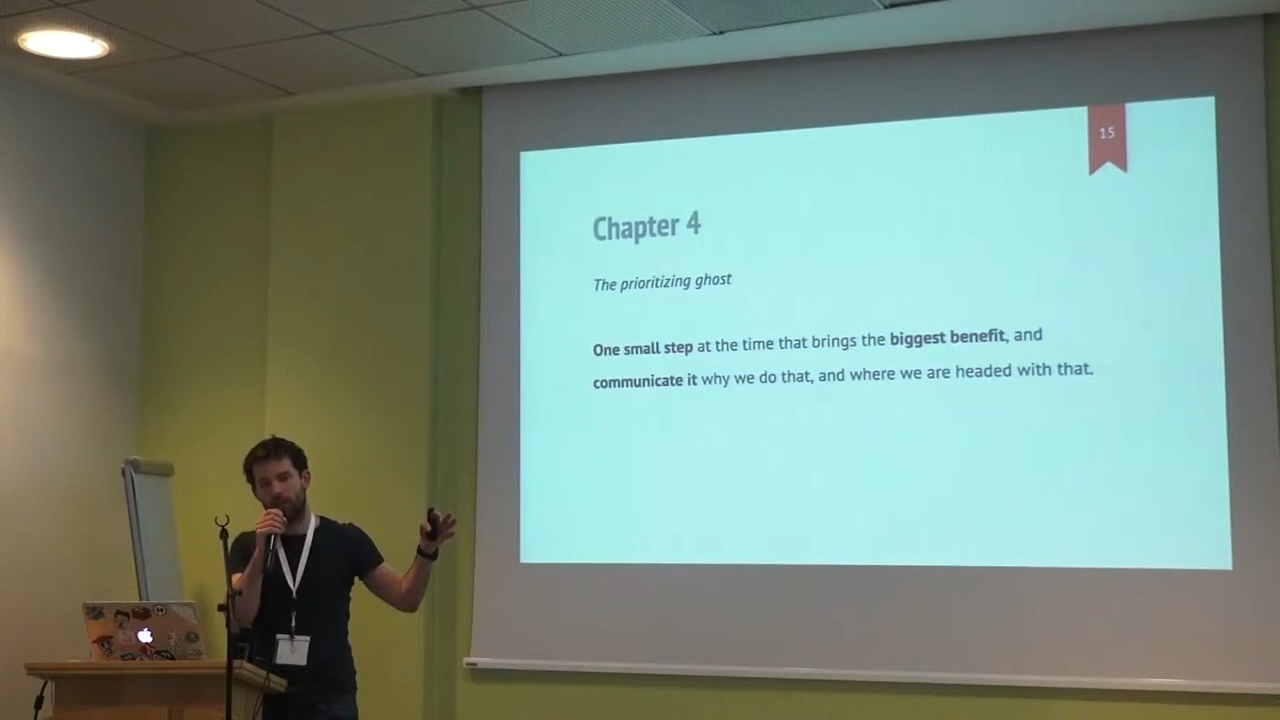 15
Chapter 4
The prioritizing ghost
One small step at the time that brings the biggest benefit, and
communicate it why we do that, and where we are headed with that.